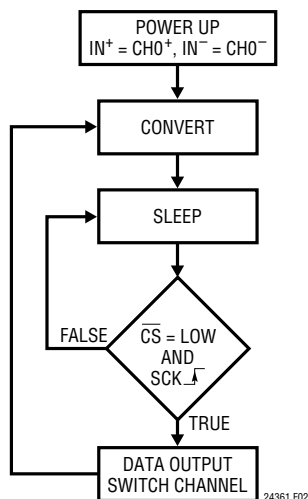 POWER UP
IN⁺ = CH0⁺, IN⁻ = CH0⁻
CONVERT
SLEEP
FALSE
C̅S̅ = LOW
AND
SCK
TRUE
DATA OUTPUT
SWITCH CHANNEL
24361 F02